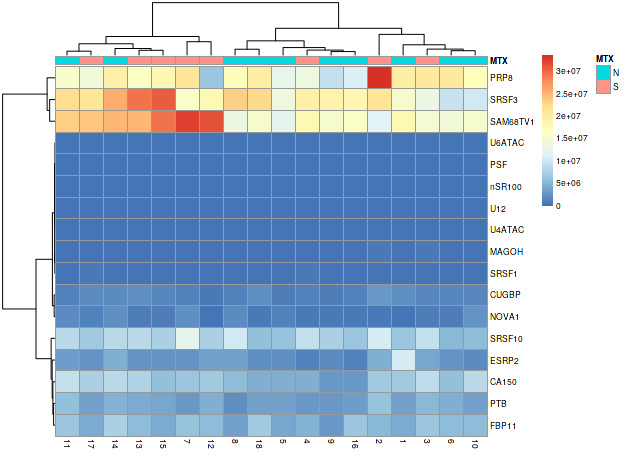 MTX
PRP8
SRSF3
SAM68TV1
U6ATAC
PSF
nSR100
U12
U4ATAC
MAGOH
SRSF1
CUGBP
NOVA1
SRSF10
ESRP2
CA150
PTB
FBP11
11 17 14 13 15 7 12 8 18 5 4 9 16 2 1 3 6 10
3e+07
2.5e+07
2e+07
1.5e+07
1e+07
5e+06
0
MTX
N
S